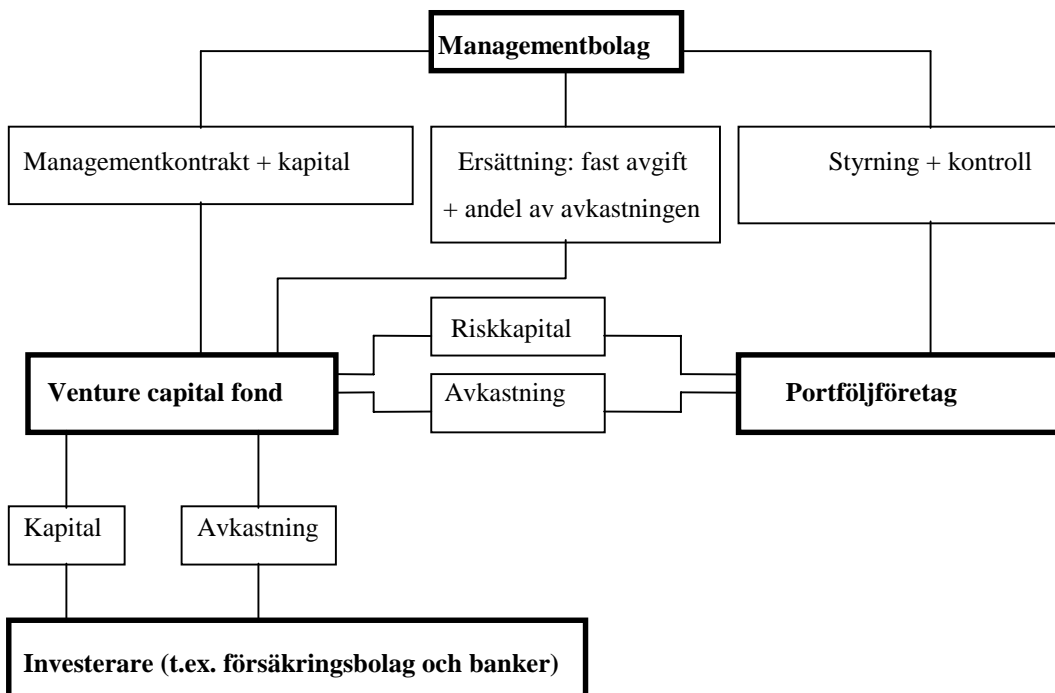 Managementbolag
Managementkontrakt + kapital
Ersättning: fast avgift
+ andel av avkastningen
Styrning + kontroll
Riskkapital
Venture capital fond
Avkastning
Portföljföretag
Kapital
Avkastning
Investerare (t.ex. försäkringsbolag och banker)